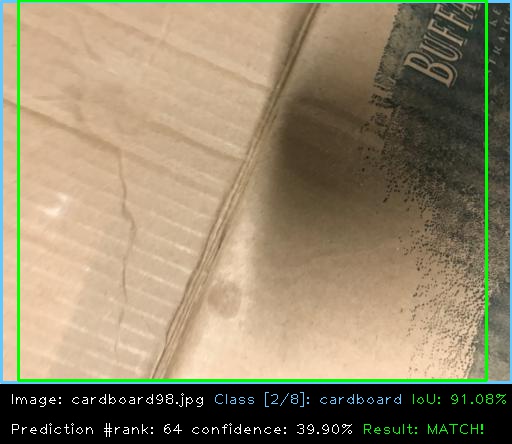 BUFFA
Image: cardboard98.jpg Class [2/8]: cardboard IoU: 91.08%
Prediction #rank: 64 confidence: 39.90% Result: MATCH!